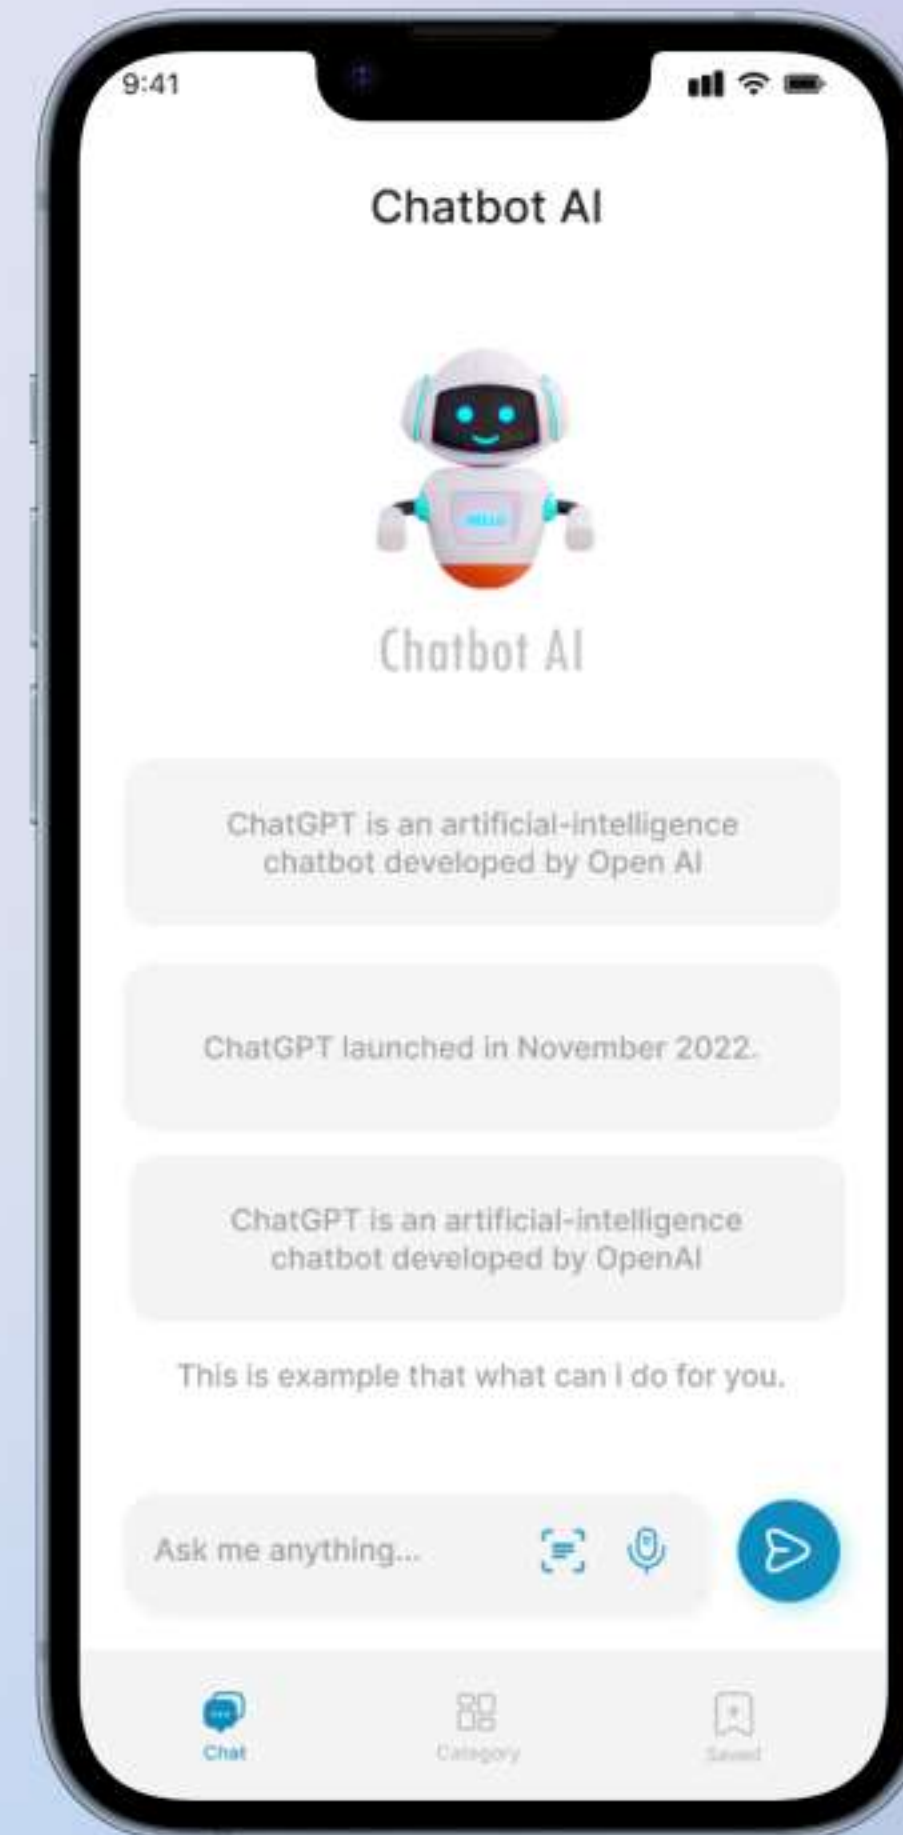 9:41
Chatbot AI
HELLO
Chatbot AI
ChatGPT is an artificial-intelligence
chatbot developed by Open AI
ChatGPT launched in November 2022.
ChatGPT is an artificial-intelligence
chatbot developed by OpenAI
This is example that what can i do for you.
Ask me anything...
Chat
Category
Saved